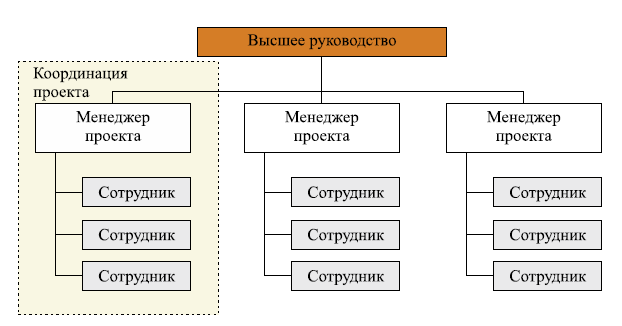 Высшее руководство
Координация
проекта
Менеджер
проекта
Менеджер
проекта
Менеджер
проекта
Сотрудник
Сотрудник
Сотрудник
Сотрудник
Сотрудник
Сотрудник
Сотрудник
Сотрудник
Сотрудник